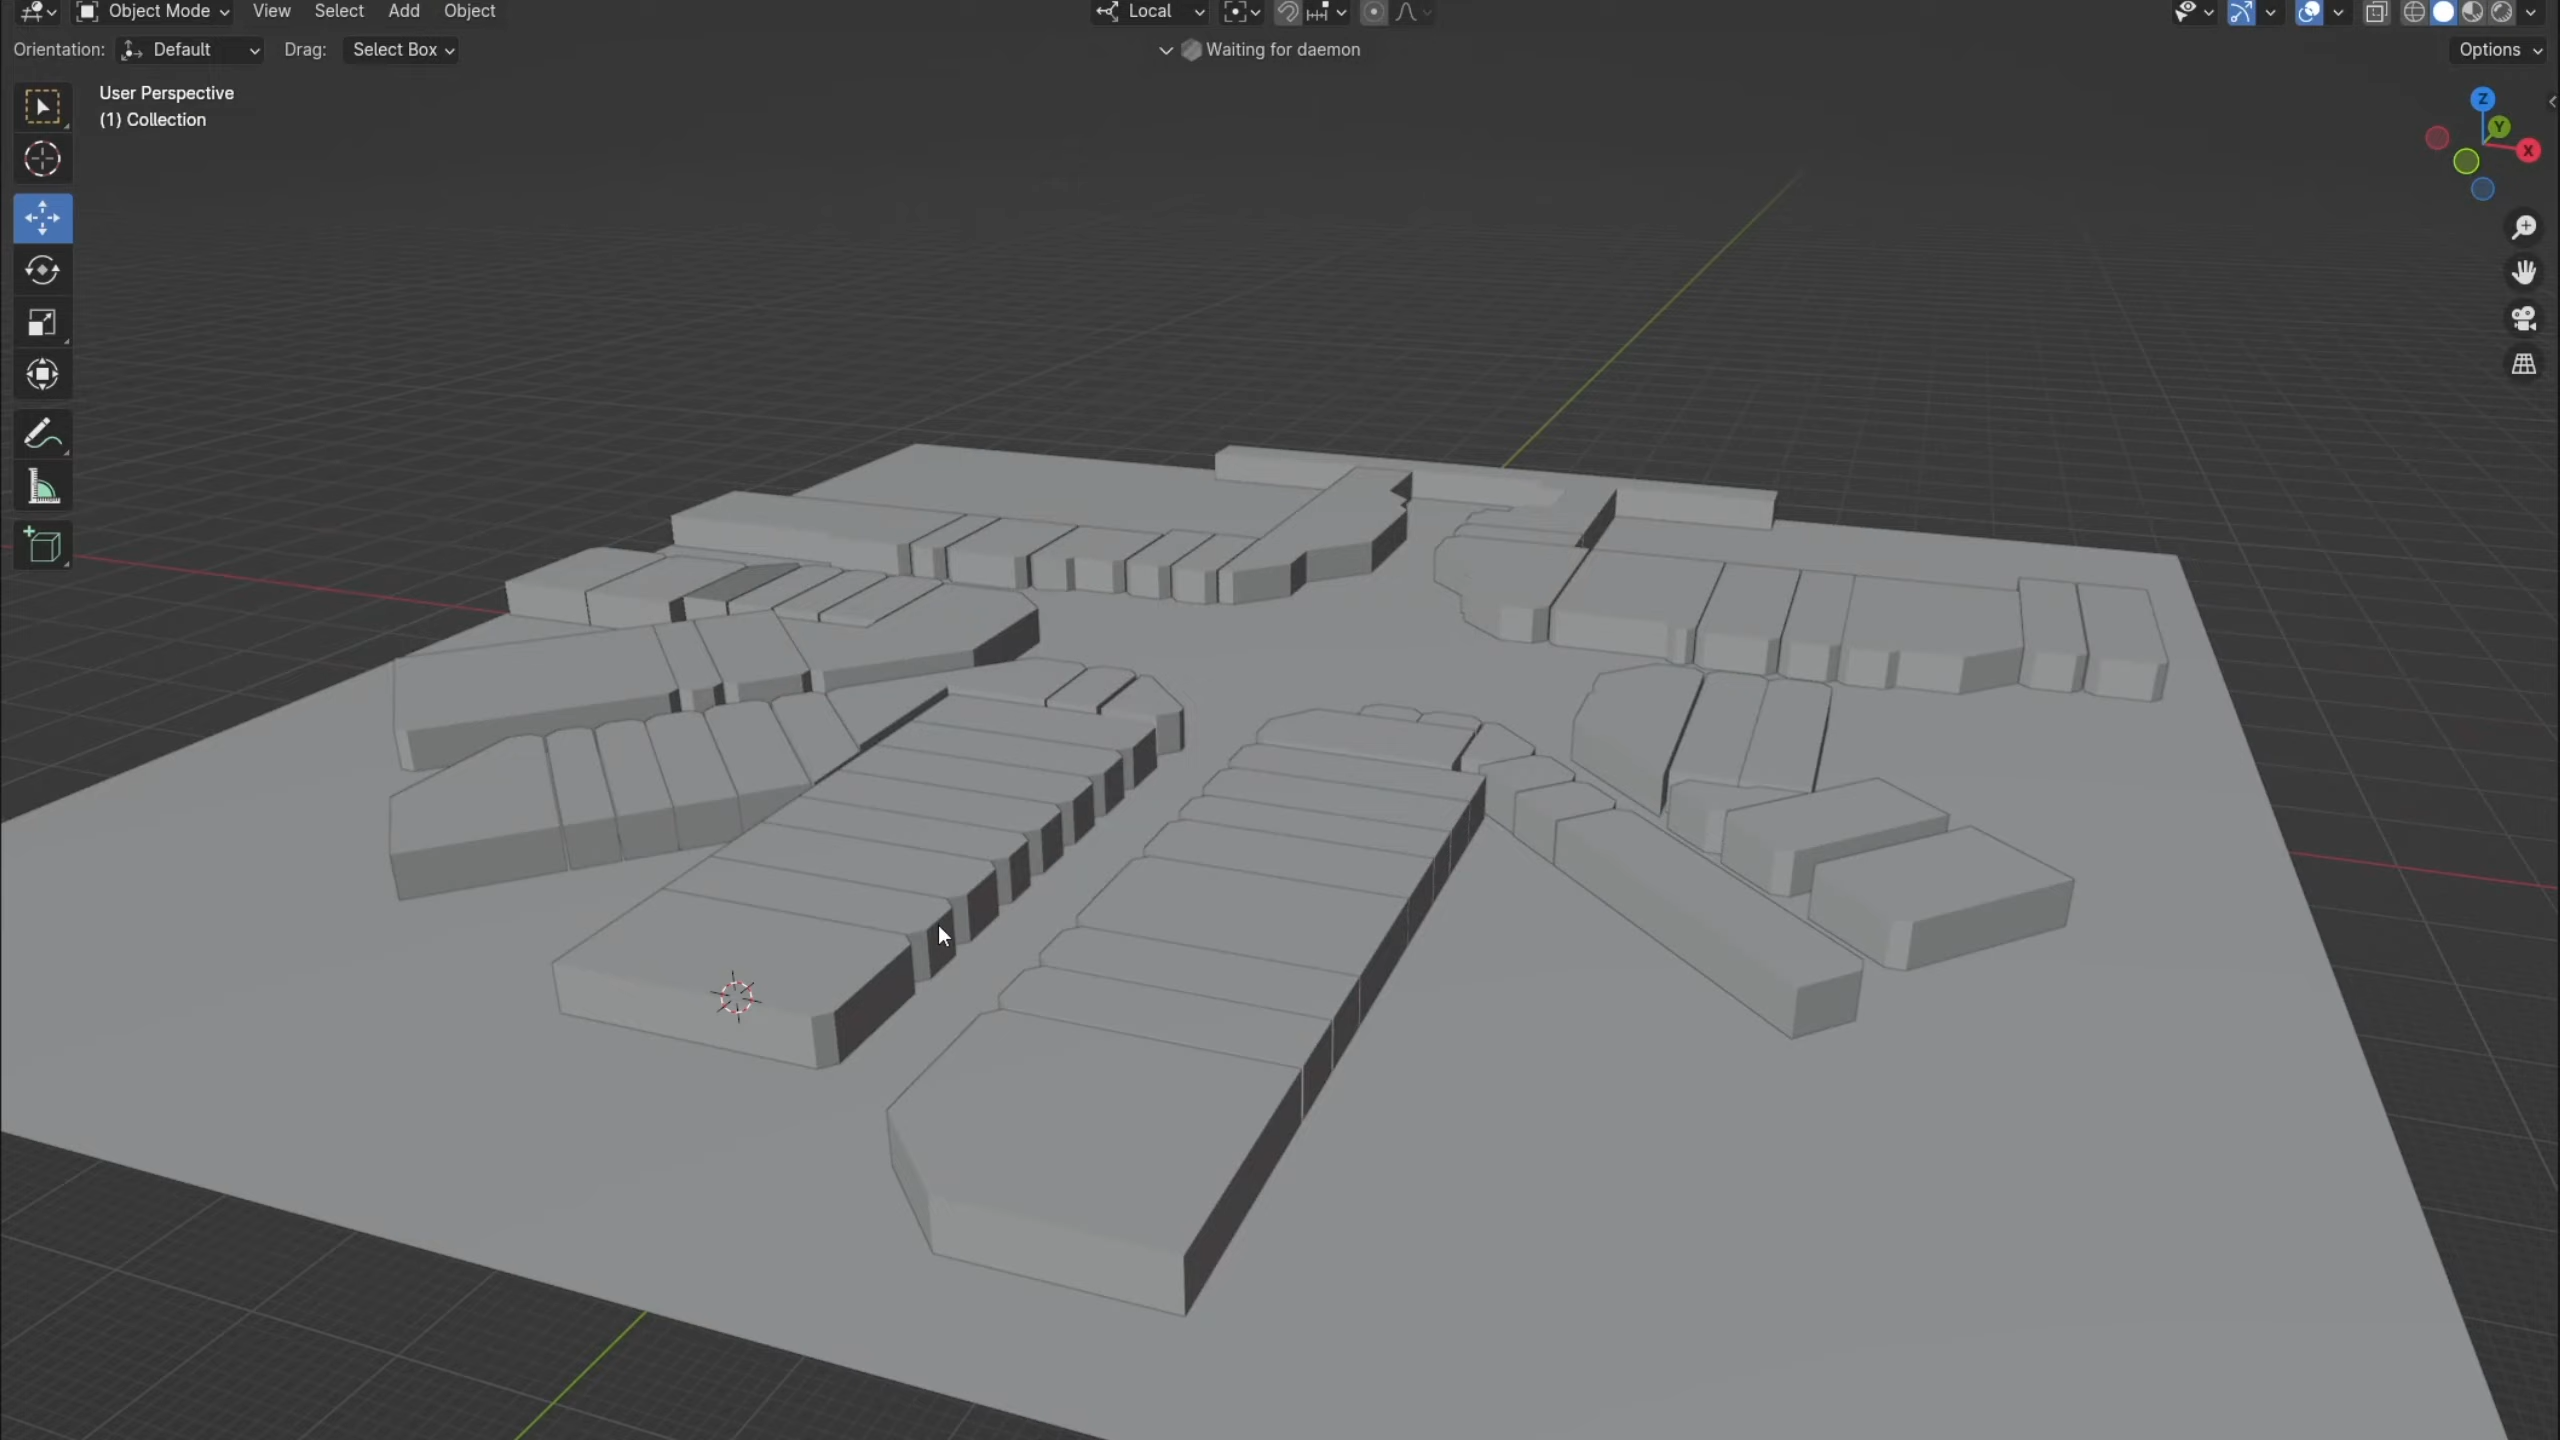 Object Mode View Select Add Object Local
Orientation: Default Drag: Select Box Waiting for daemon Options
User Perspective
(1) Collection
Z
Y
X